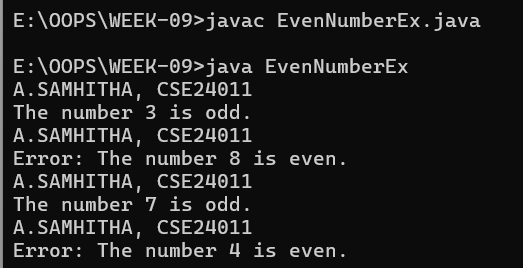 E:\OOPS\WEEK-09>javac EvenNumberEx.java
E:\OOPS\WEEK-09>java EvenNumberEx
A.SAMHITHA, CSE24011
The number 3 is odd.
A.SAMHITHA, CSE24011
Error: The number 8 is even.
A.SAMHITHA, CSE24011
The number 7 is odd.
A.SAMHITHA, CSE24011
Error: The number 4 is even.